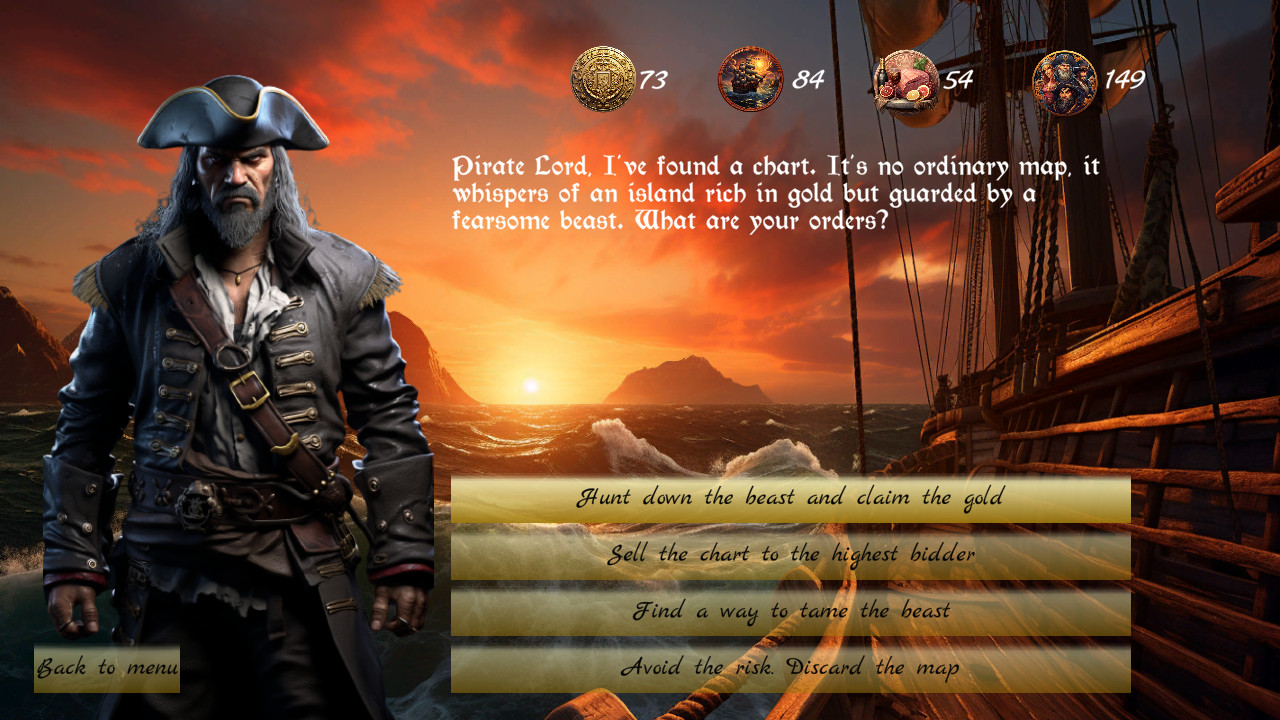 73 84 54 149
Pirate Lord, I've found a chart. It's no ordinary map, it
whispers of an island rich in gold but guarded by a
fearsome beast. What are your orders?
Hunt down the beast and claim the gold
Sell the chart to the highest bidder
Find a way to tame the beast
Avoid the risk. Discard the map
Back to menu